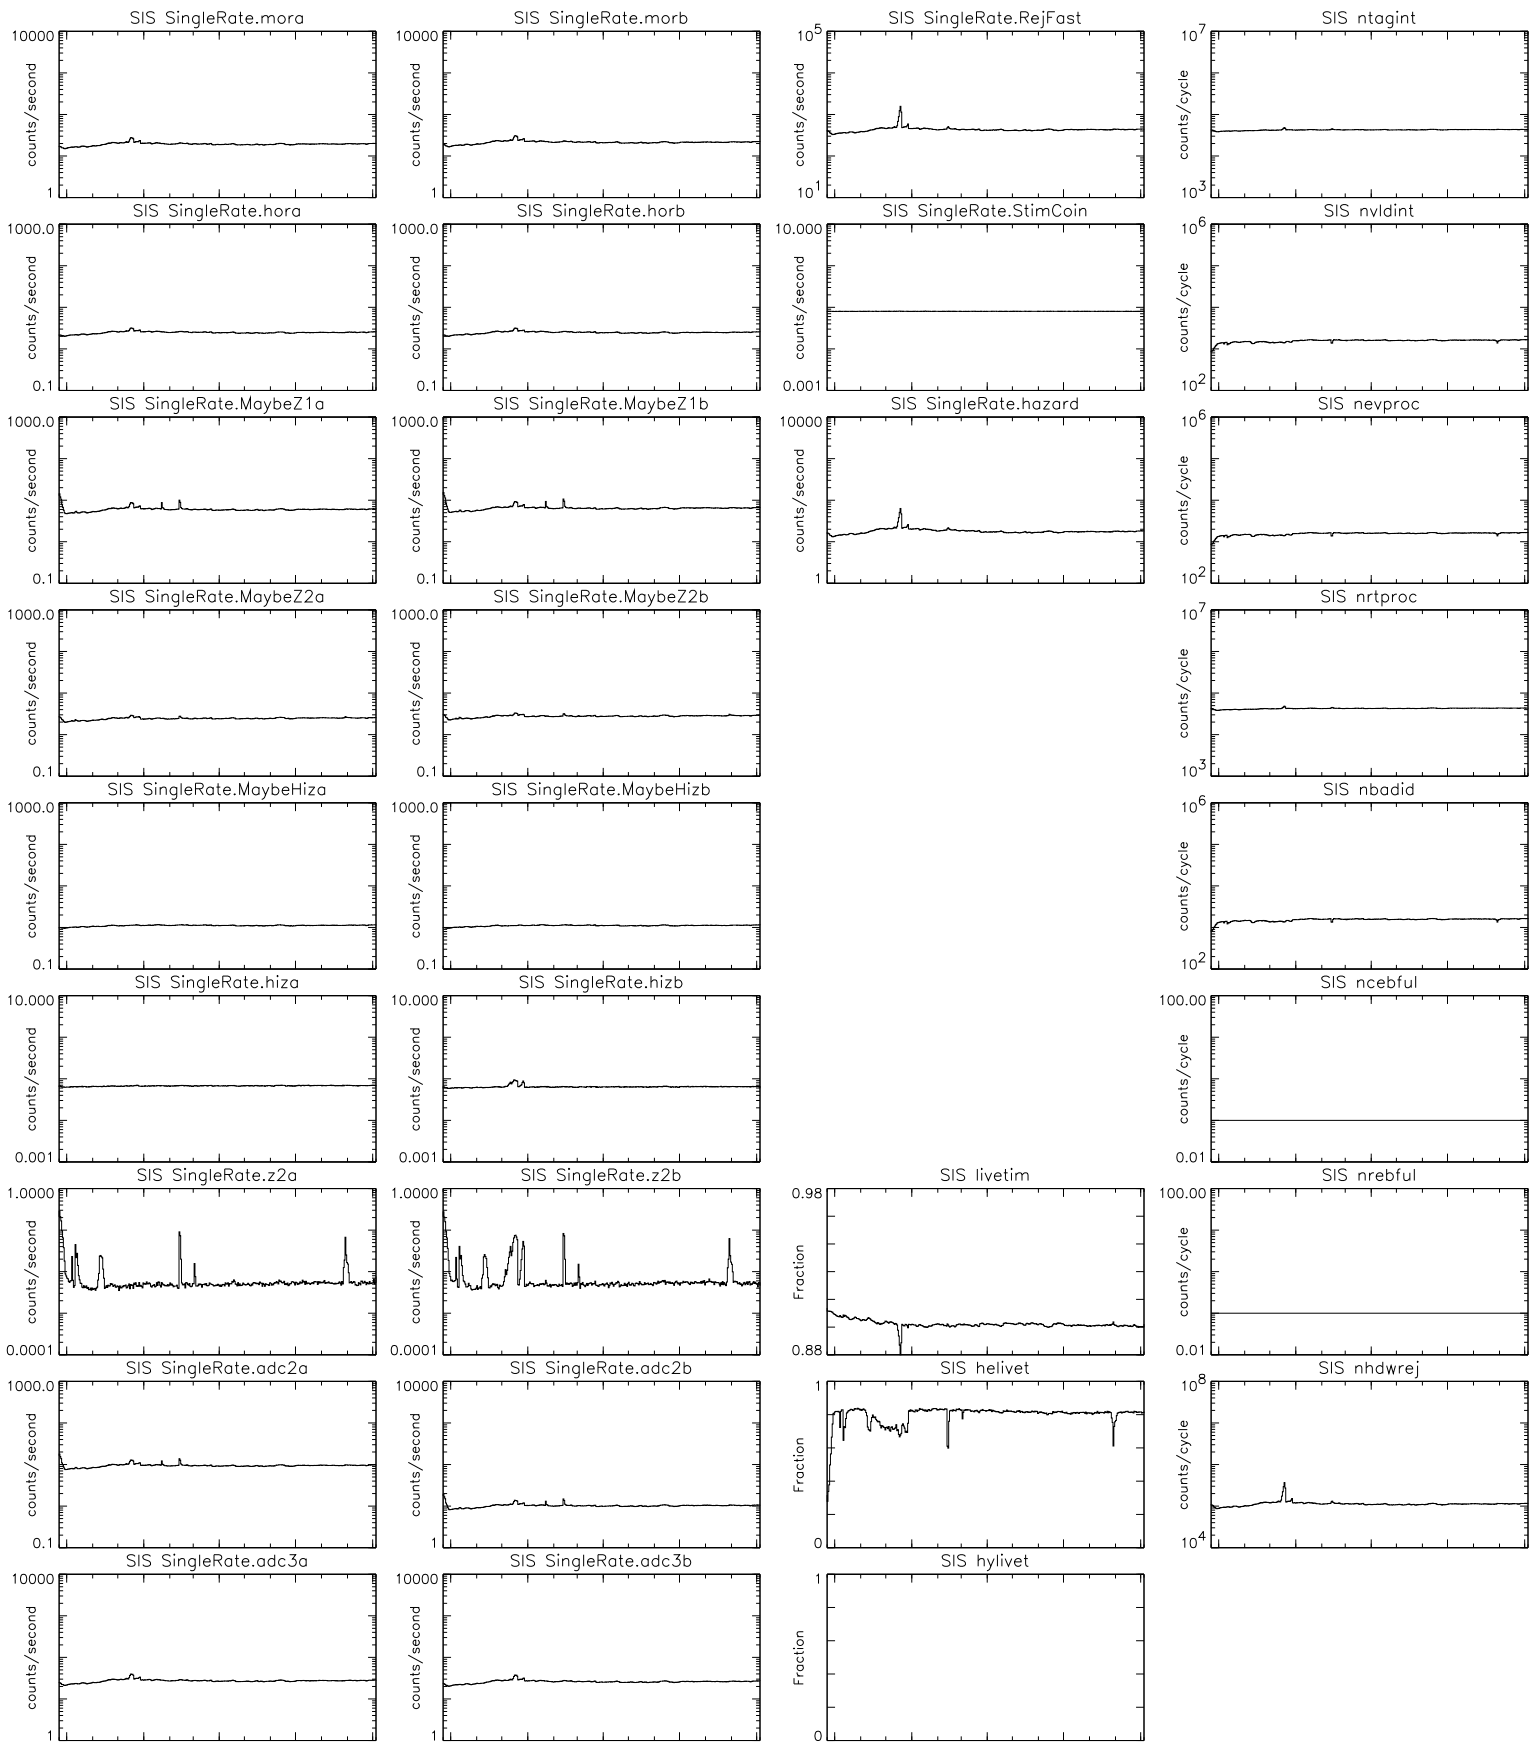 SIS SingleRate.mora
10000
counts/second
1
SIS SingleRate.morb
10000
counts/second
1
SIS SingleRate.RejFast
10^5
counts/second
10^1
SIS ntagint
10^7
counts/cycle
10^3
SIS SingleRate.hora
1000.0
counts/second
0.1
SIS SingleRate.horb
1000.0
counts/second
0.1
SIS SingleRate.StimCoin
10.000
counts/second
0.001
SIS nvldint
10^6
counts/cycle
10^2
SIS SingleRate.MaybeZ1a
1000.0
counts/second
0.1
SIS SingleRate.MaybeZ1b
1000.0
counts/second
0.1
SIS SingleRate.hazard
10000
counts/second
1
SIS nevproc
10^6
counts/cycle
10^2
SIS SingleRate.MaybeZ2a
1000.0
counts/second
0.1
SIS SingleRate.MaybeZ2b
1000.0
counts/second
0.1
SIS nrtproc
10^7
counts/cycle
10^3
SIS SingleRate.MaybeHiza
1000.0
counts/second
0.1
SIS SingleRate.MaybeHizb
1000.0
counts/second
0.1
SIS nbadid
10^6
counts/cycle
10^2
SIS SingleRate.hiza
10.000
counts/second
0.001
SIS SingleRate.hizb
10.000
counts/second
0.001
SIS ncebful
100.00
counts/cycle
0.01
SIS SingleRate.z2a
1.0000
counts/second
0.0001
SIS SingleRate.z2b
1.0000
counts/second
0.0001
SIS livetim
0.98
Fraction
0.88
SIS nrebful
100.00
counts/cycle
0.01
SIS SingleRate.adc2a
1000.0
counts/second
0.1
SIS SingleRate.adc2b
10000
counts/second
1
SIS helivet
1
Fraction
0
SIS nhdwrej
10^8
counts/cycle
10^4
SIS SingleRate.adc3a
10000
counts/second
1
SIS SingleRate.adc3b
10000
counts/second
1
SIS hylivet
1
Fraction
0